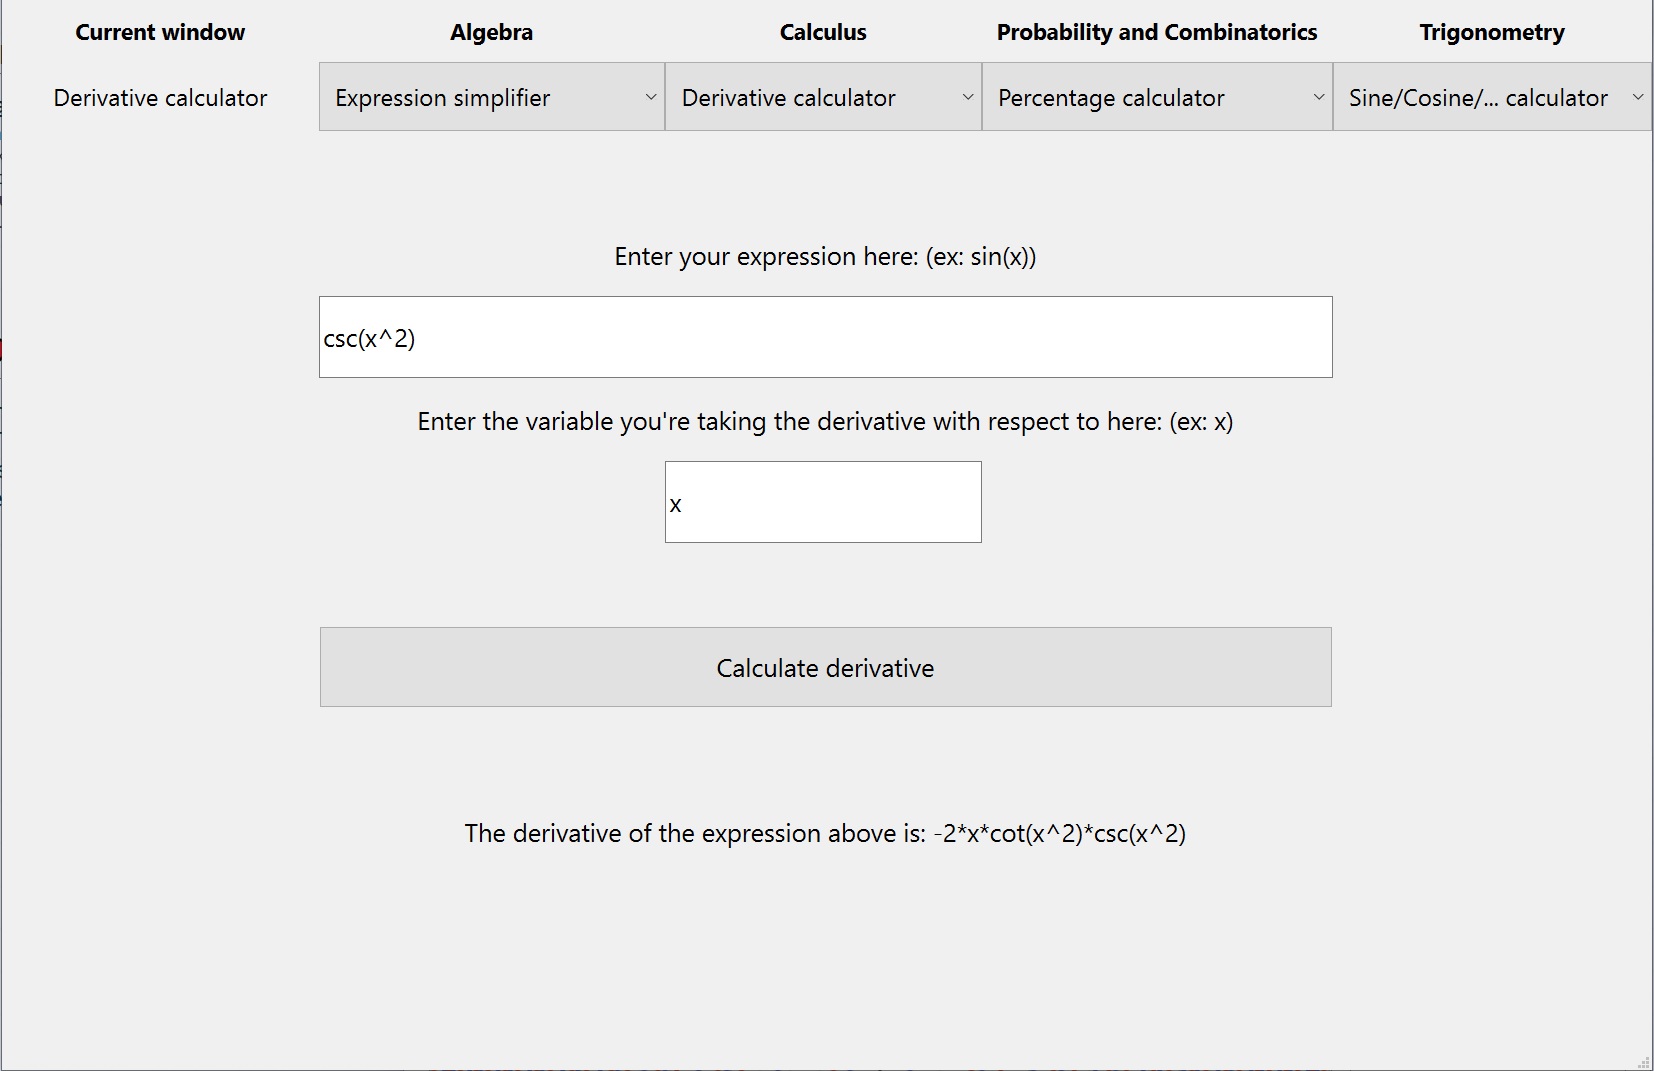 Current window Algebra Calculus Probability and Combinatorics Trigonometry
Derivative calculator Expression simplifier Derivative calculator Percentage calculator Sine/Cosine/... calculator
Enter your expression here: (ex: sin(x))
csc(x^2)
Enter the variable you're taking the derivative with respect to here: (ex: x)
x
Calculate derivative
The derivative of the expression above is: -2*x*cot(x^2)*csc(x^2)